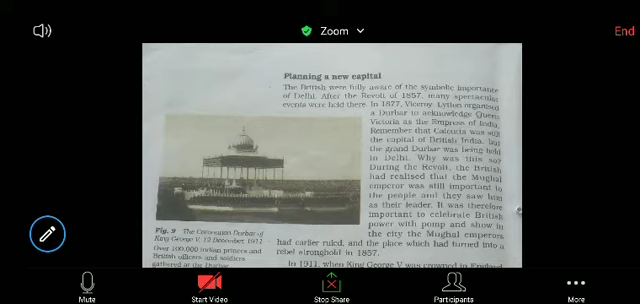 Zoom
End
Planning a new capital
The British were fully aware of the symbolic importance
of Delhi. After the Revolt of 1857, many spectacular
events were held there. In 1877, Viceroy Lytton organised
a Durbar to acknowledge Queen
Victoria as the Empress of India.
Remember that Calcutta was still
the capital of British India, but
the grand Durbar was being held
in Delhi. Why was this so?
During the Revolt, the British
had realised that the Mughal
emperor was still important to
the people and they saw him
as their leader. It was therefore
important to celebrate British
power with pomp and show in
the city the Mughal emperors
had earlier ruled, and the place which had turned into a
rebel stronghold in 1857.
In 1911, when King George V was crowned in England
Fig. 9 The Coronation Durbar of
King George V, 12 December 1911
Over 100,000 Indian princes and
British officers and soldiers
gathered at the Durbar
Mute
Start Video
Stop Share
Participants
More